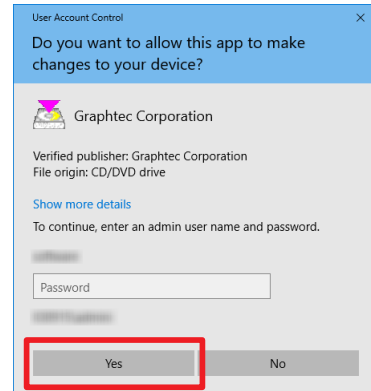 User Account Control
Do you want to allow this app to make
changes to your device?
Graphtec Corporation
Verified publisher: Graphtec Corporation
File origin: CD/DVD drive
Show more details
To continue, enter an admin user name and password.
Password
Yes
No